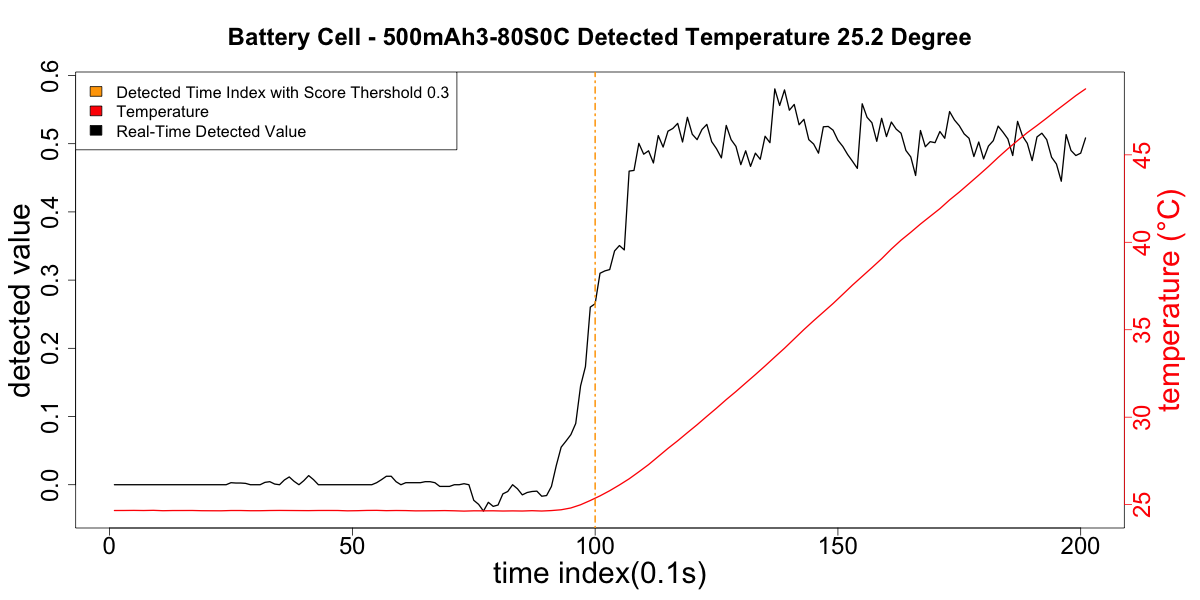 Battery Cell - 500mAh3-80S0C Detected Temperature 25.2 Degree
Detected Time Index with Score Thershold 0.3
Temperature
Real-Time Detected Value
detected value
0.6
0.5
0.4
0.3
0.2
0.1
0.0
45
40
35
30
25
temperature (°C)
0 50 100 150 200
time index(0.1s)